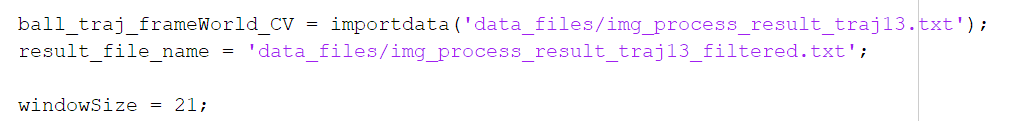 ball_traj_frameWorld_CV = importdata('data_files/img_process_result_traj13.txt');
result_file_name = 'data_files/img_process_result_traj13_filtered.txt';
windowSize = 21;